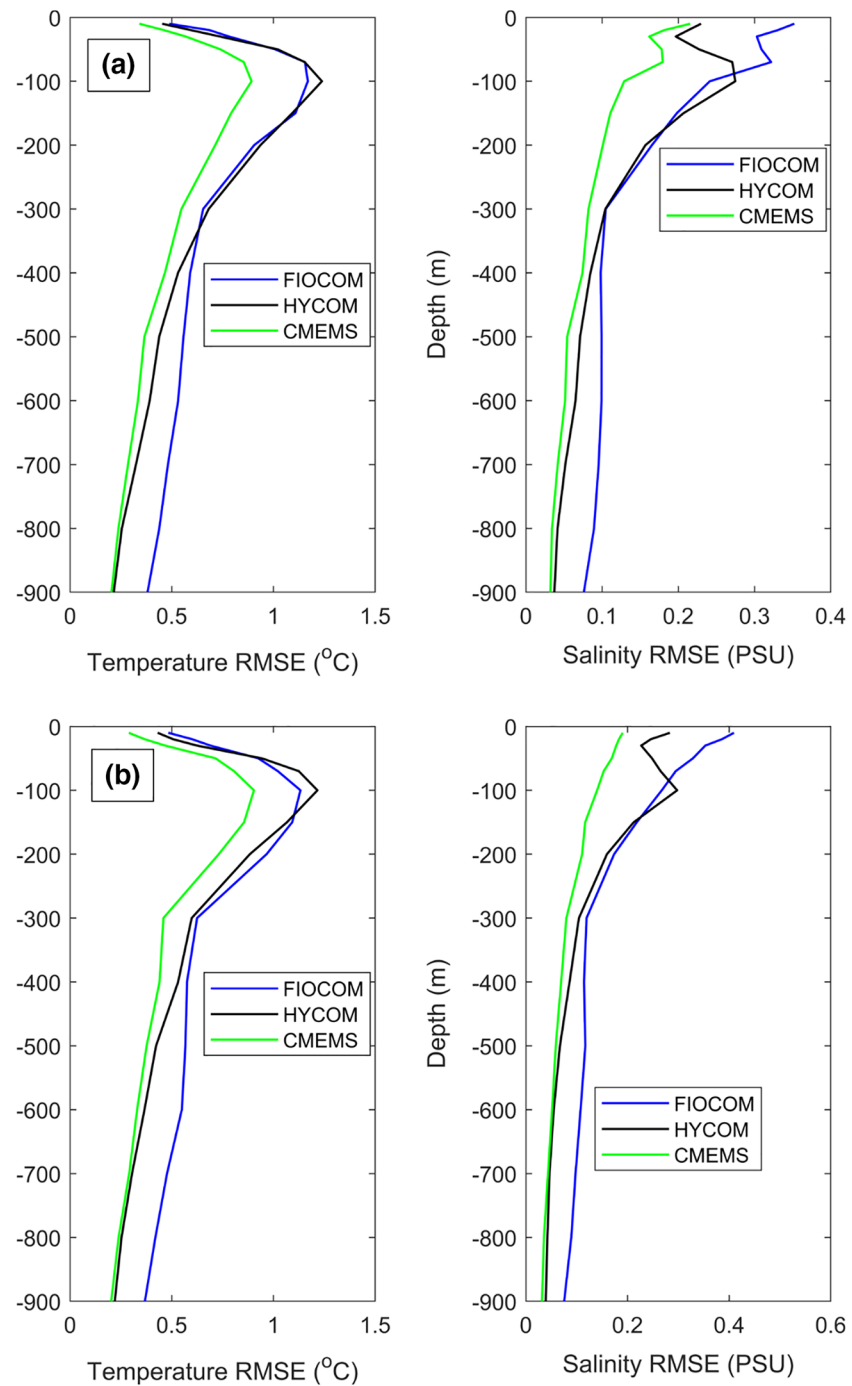 (a)
0
-100
-200
-300
-400
-500
-600
-700
-800
-900
0 0.5 1 1.5
Temperature RMSE (°C)
FIOCOM
HYCOM
CMEMS
Depth (m)
0
-100
-200
-300
-400
-500
-600
-700
-800
-900
0 0.1 0.2 0.3 0.4
Salinity RMSE (PSU)
FIOCOM
HYCOM
CMEMS
(b)
0
-100
-200
-300
-400
-500
-600
-700
-800
-900
0 0.5 1 1.5
Temperature RMSE (°C)
FIOCOM
HYCOM
CMEMS
Depth (m)
0
-100
-200
-300
-400
-500
-600
-700
-800
-900
0 0.2 0.4 0.6
Salinity RMSE (PSU)
FIOCOM
HYCOM
CMEMS